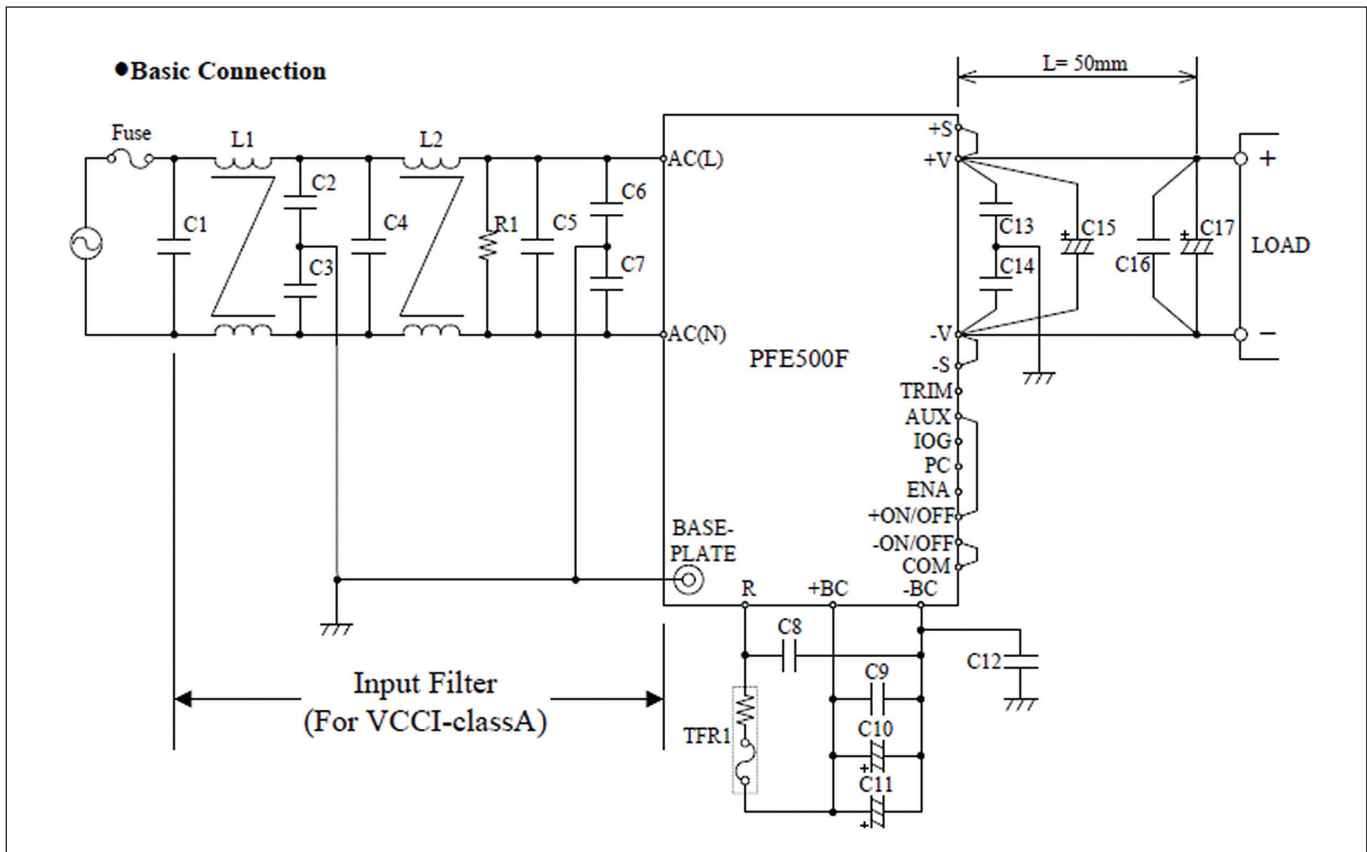 ●Basic Connection
L= 50mm
Fuse
L1
L2
C1
C2
C3
C4
R1
C5
C6
C7
AC(L)
AC(N)
PFE500F
BASE-
PLATE
+S
+V
-V
-S
TRIM
AUX
IOG
PC
ENA
+ON/OFF
-ON/OFF
COM
R
+BC
-BC
C13
C14
+
C15
C16
+
C17
+
LOAD
−
C8
C9
C10
+
C11
+
C12
TFR1
Input Filter
(For VCCI-classA)